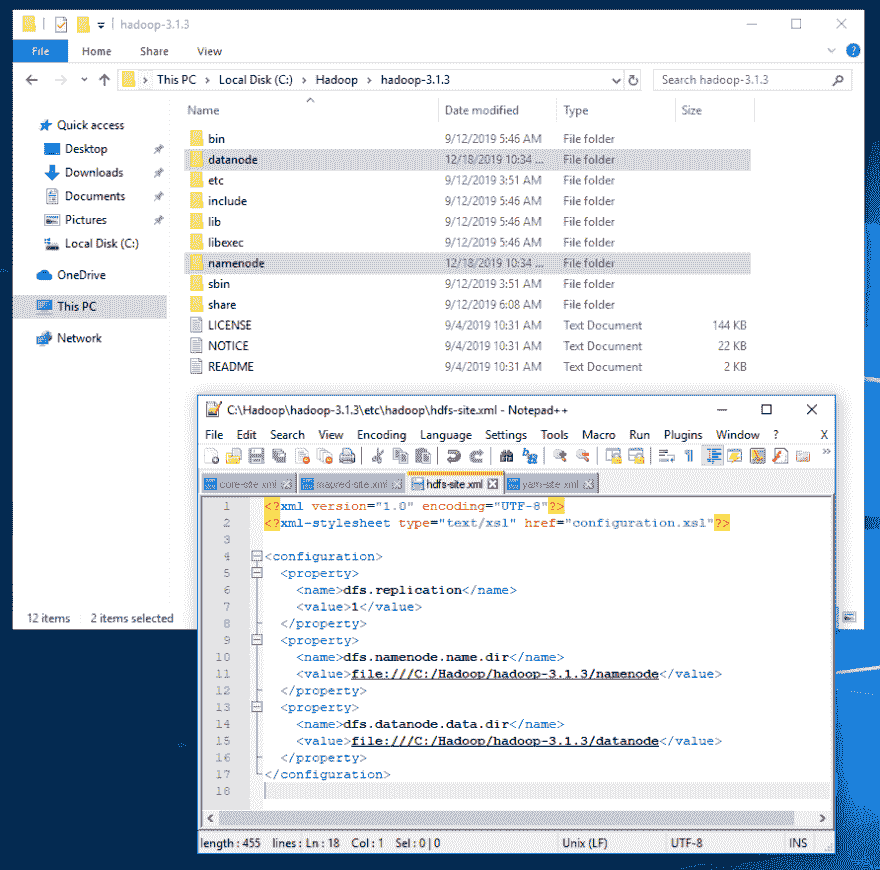 hadoop-3.1.3
File Home Share View
This PC Local Disk (C:) Hadoop hadoop-3.1.3 Search hadoop-3.1.3
Name Date modified Type Size
Quick access
Desktop
Downloads
Documents
Pictures
Local Disk (C:)
OneDrive
This PC
Network
bin 9/12/2019 5:46 AM File folder
datanode 12/18/2019 10:34 ... File folder
etc 9/12/2019 3:51 AM File folder
include 9/12/2019 5:46 AM File folder
lib 9/12/2019 5:46 AM File folder
libexec 9/12/2019 5:46 AM File folder
namenode 12/18/2019 10:34 ... File folder
sbin 9/12/2019 3:51 AM File folder
share 9/12/2019 6:08 AM File folder
LICENSE 9/4/2019 10:31 AM Text Document 144 KB
NOTICE 9/4/2019 10:31 AM Text Document 22 KB
README 9/4/2019 10:31 AM Text Document 2 KB
12 items 2 items selected
C:\Hadoop\hadoop-3.1.3\etc\hadoop\hdfs-site.xml - Notepad++
File Edit Search View Encoding Language Settings Tools Macro Run Plugins Window ? X
core-site.xml mapred-site.xml hdfs-site.xml yarn-site.xml
1 <?xml version="1.0" encoding="UTF-8"?>
2 <?xml-stylesheet type="text/xsl" href="configuration.xsl"?>
3
4 <configuration>
5 <property>
6 <name>dfs.replication</name>
7 <value>1</value>
8 </property>
9 <property>
10 <name>dfs.namenode.name.dir</name>
11 <value>file:///C:/Hadoop/hadoop-3.1.3/namenode</value>
12 </property>
13 <property>
14 <name>dfs.datanode.data.dir</name>
15 <value>file:///C:/Hadoop/hadoop-3.1.3/datanode</value>
16 </property>
17 </configuration>
18
length : 455 lines : Ln : 18 Col : 1 Sel : 0 | 0 Unix (LF) UTF-8 INS